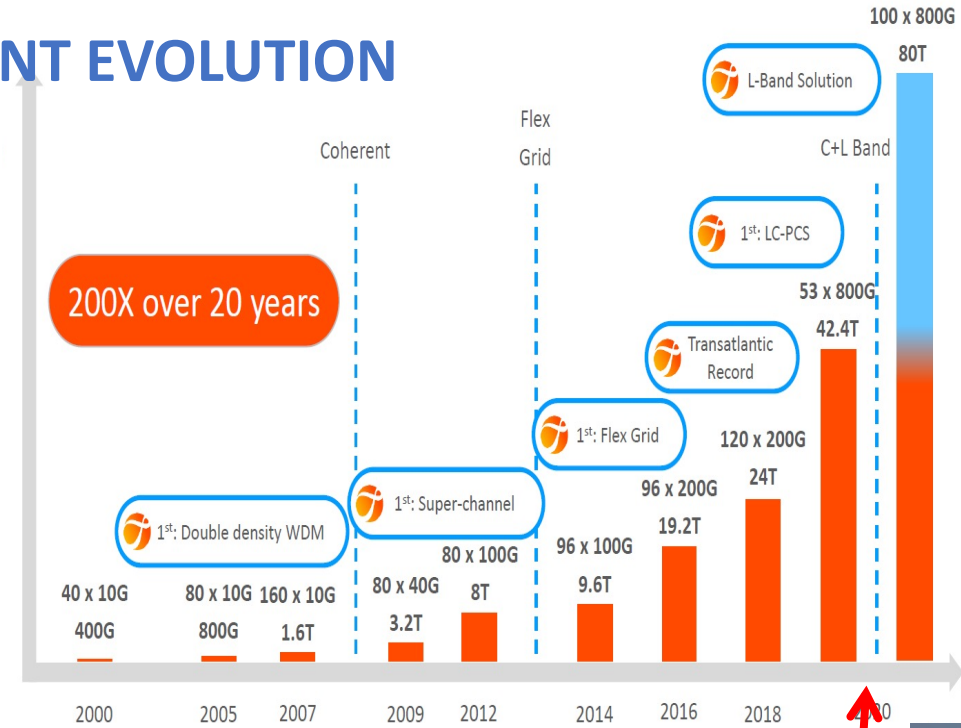 NT EVOLUTION
100 x 800G
80T
L-Band Solution
Flex
Grid
Coherent
C+L Band
1st: LC-PCS
200X over 20 years
53 x 800G
42.4T
Transatlantic
Record
1st: Flex Grid
120 x 200G
24T
96 x 200G
19.2T
1st: Super-channel
1st: Double density WDM
96 x 100G
9.6T
80 x 100G
8T
80 x 40G
3.2T
40 x 10G
400G
80 x 10G
800G
160 x 10G
1.6T
2000 2005 2007 2009 2012 2014 2016 2018